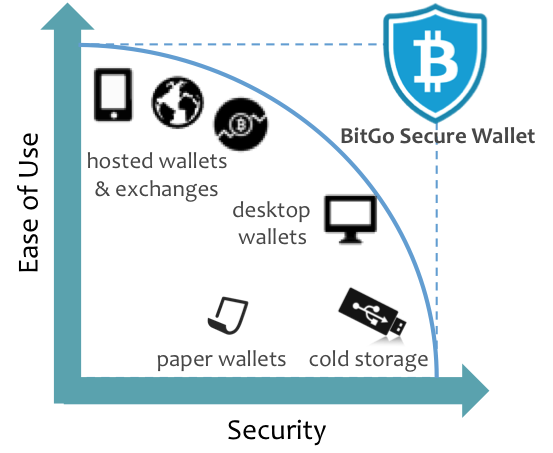 BitGo Secure Wallet
hosted wallets
& exchanges
desktop
wallets
paper wallets
cold storage
Ease of Use
Security